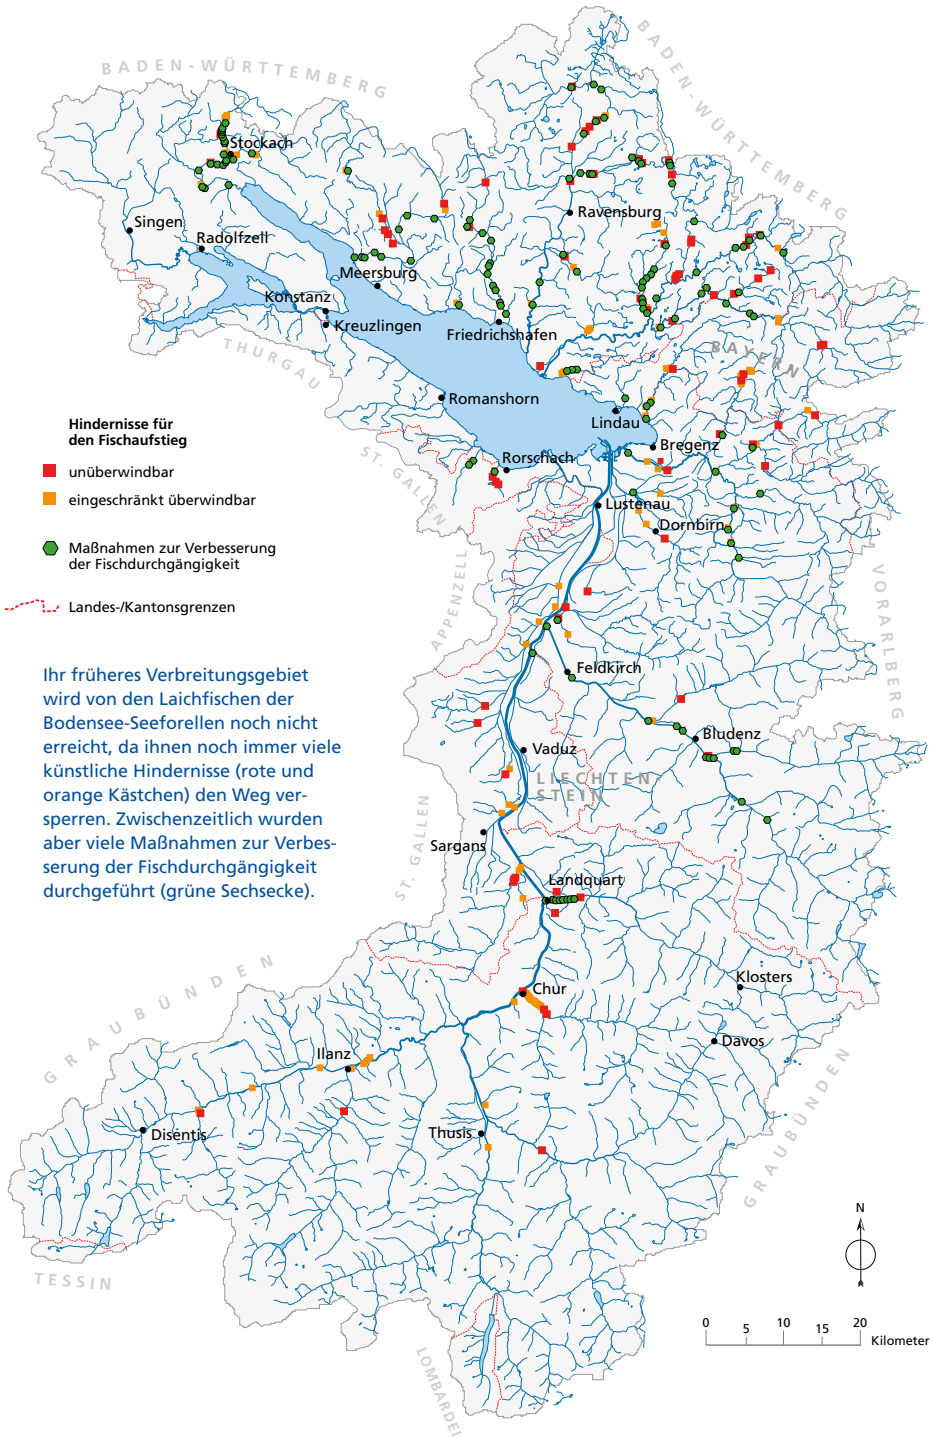 BADEN-WÜRTTEMBERG
BADEN-WÜRTTEMBERG
Stockach
Singen
Radolfzell
Ravensburg
Meersburg
Konstanz
Kreuzlingen
Friedrichshafen
THURGAU
BAYERN
Romanshorn
Lindau
Bregenz
Rorschach
ST. GALLEN
Lustenau
Dornbirn
Hindernisse für
den Fischaufstieg
unüberwindbar
eingeschränkt überwindbar
Maßnahmen zur Verbesserung
der Fischdurchgängigkeit
Landes-/Kantonsgrenzen
APPENZELL
VORARLBERG
Feldkirch
Ihr früheres Verbreitungsgebiet
wird von den Laichfischen der
Bodensee-Seeforellen noch nicht
erreicht, da ihnen noch immer viele
künstliche Hindernisse (rote und
orange Kästchen) den Weg ver-
sperren. Zwischenzeitlich wurden
aber viele Maßnahmen zur Verbes-
serung der Fischdurchgängigkeit
durchgeführt (grüne Sechsecke).
Bludenz
Vaduz
LIECHTEN-
STEIN
Sargans
ST. GALLEN
Landquart
GRAUBÜNDEN
Chur
Klosters
Davos
Ilanz
Disentis
Thusis
GRAUBÜNDEN
TESSIN
LOMBARDEI
N
0 5 10 15 20
Kilometer